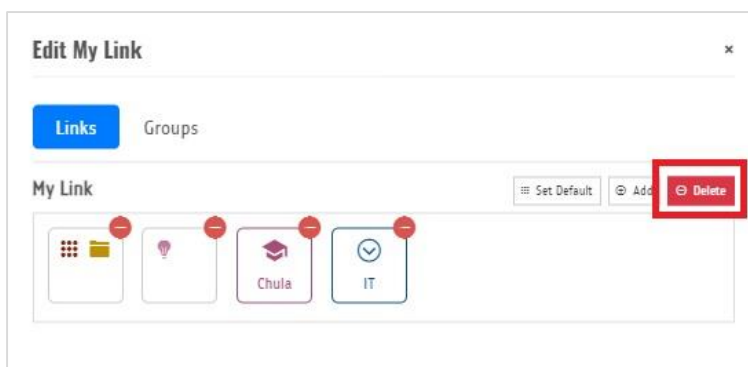 Edit My Link ×
Links Groups
My Link Set Default Add Delete
Chula IT